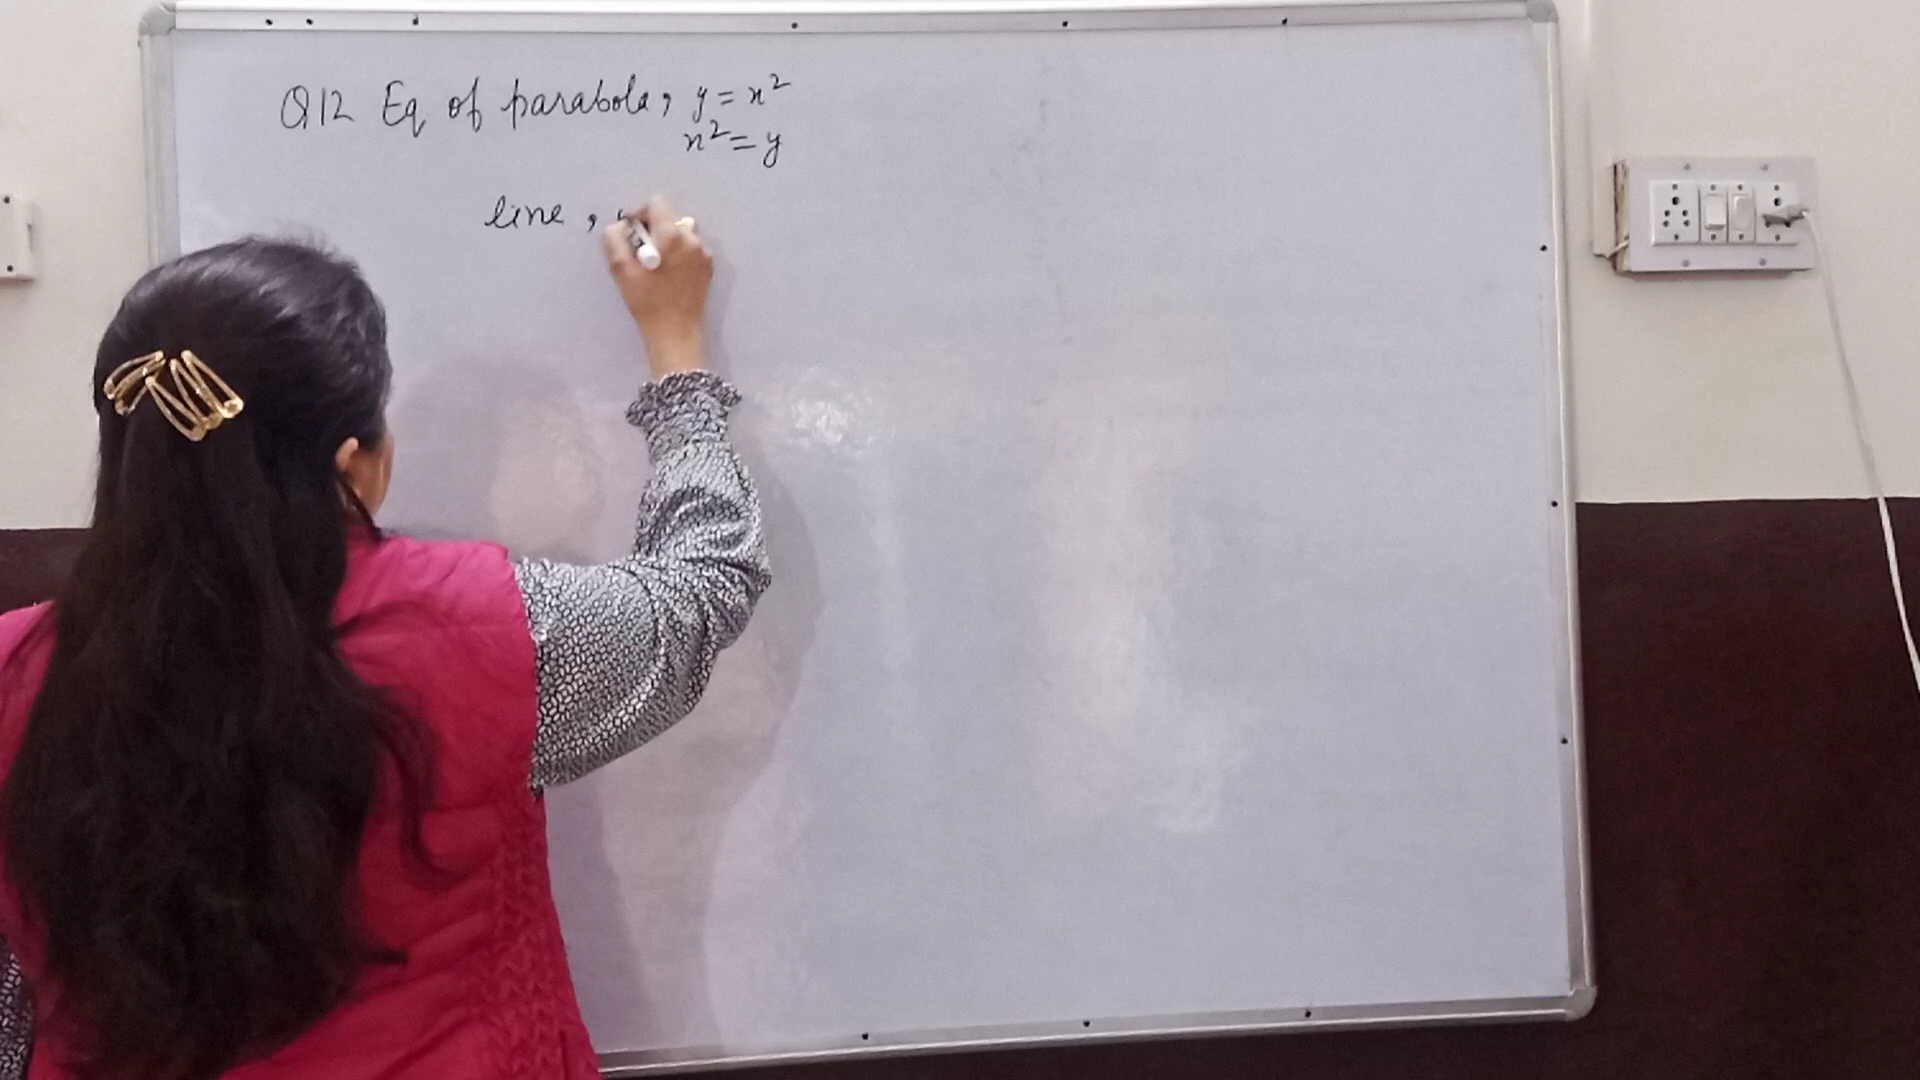 Q12 Eq of parabola, y = x²
x² = y
line,